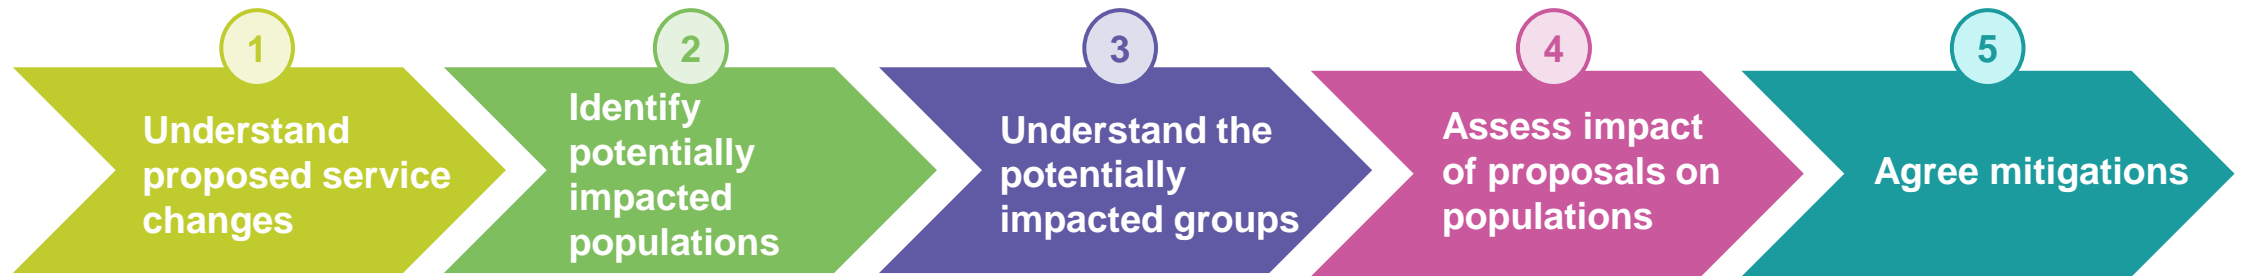 1
Understand
proposed service
changes
2
Identify
potentially
impacted
populations
3
Understand the
potentially
impacted groups
4
Assess impact
of proposals on
populations
5
Agree mitigations